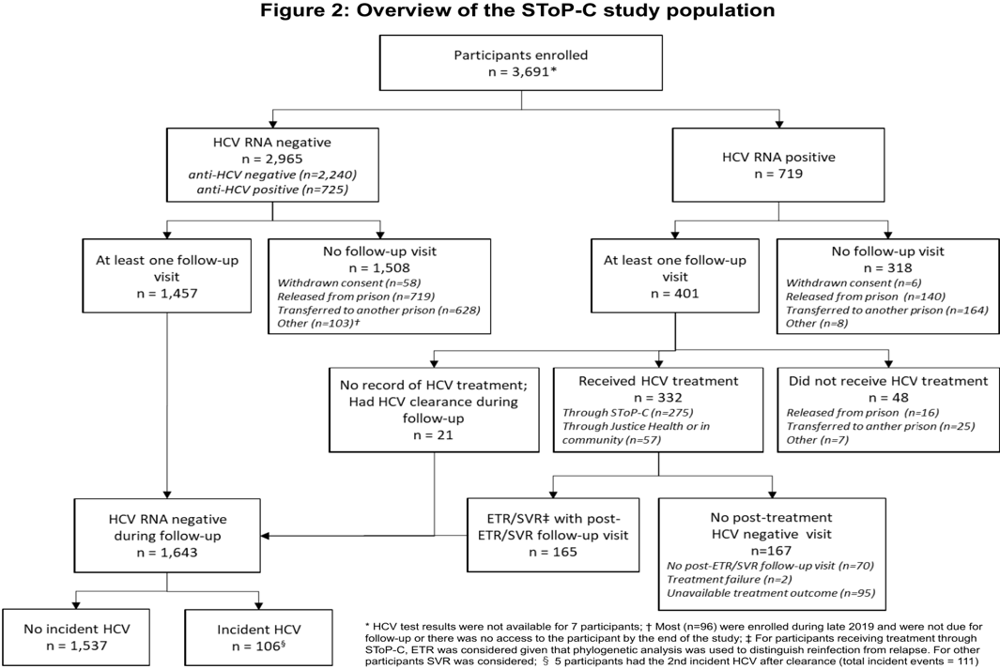 Figure 2: Overview of the SToP-C study population
Participants enrolled
n = 3,691*
HCV RNA negative
n = 2,965
anti-HCV negative (n=2,240)
anti-HCV positive (n=725)
HCV RNA positive
n = 719
At least one follow-up
visit
n = 1,457
No follow-up visit
n = 1,508
Withdrawn consent (n=58)
Released from prison (n=719)
Transferred to another prison (n=628)
Other (n=103)†
At least one follow-up
visit
n = 401
No follow-up visit
n = 318
Withdrawn consent (n=6)
Released from prison (n=140)
Transferred to another prison (n=164)
Other (n=8)
No record of HCV treatment;
Had HCV clearance during
follow-up
n = 21
Received HCV treatment
n = 332
Through SToP-C (n=275)
Through Justice Health or in
community (n=57)
Did not receive HCV treatment
n = 48
Released from prison (n=16)
Transferred to anther prison (n=25)
Other (n=7)
HCV RNA negative
during follow-up
n = 1,643
ETR/SVR‡ with post-
ETR/SVR follow-up visit
n = 165
No post-treatment
HCV negative visit
n=167
No post-ETR/SVR follow-up visit (n=70)
Treatment failure (n=2)
Unavailable treatment outcome (n=95)
No incident HCV
n = 1,537
Incident HCV
n = 106§
* HCV test results were not available for 7 participants; † Most (n=96) were enrolled during late 2019 and were not due for
follow-up or there was no access to the participant by the end of the study; ‡ For participants receiving treatment through
SToP-C, ETR was considered given that phylogenetic analysis was used to distinguish reinfection from relapse. For other
participants SVR was considered; § 5 participants had the 2nd incident HCV after clearance (total incident events = 111)